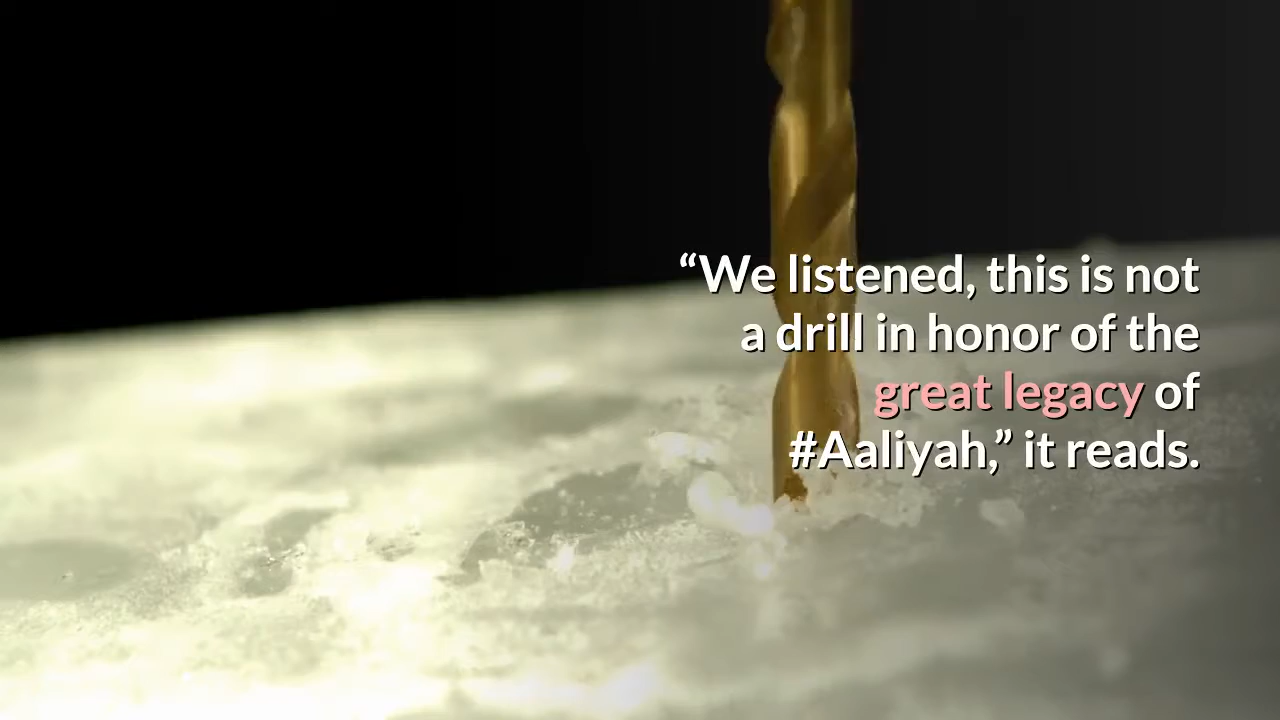 “We listened, this is not
a drill in honor of the
great legacy of
#Aaliyah,” it reads.